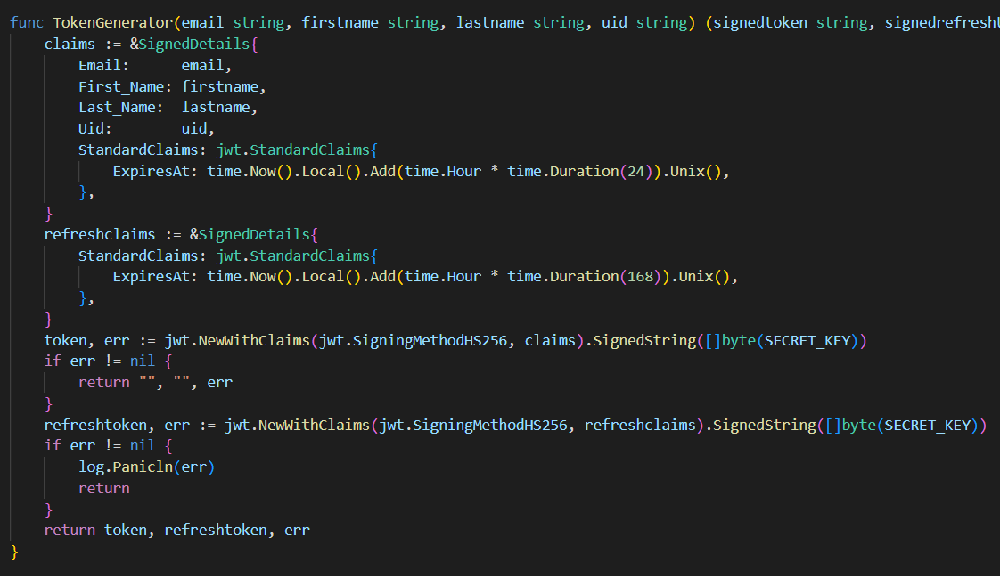 func TokenGenerator(email string, firstname string, lastname string, uid string) (signedtoken string, signedrefresht
    claims := &SignedDetails{
        Email:      email,
        First_Name: firstname,
        Last_Name:  lastname,
        Uid:        uid,
        StandardClaims: jwt.StandardClaims{
            ExpiresAt: time.Now().Local().Add(time.Hour * time.Duration(24)).Unix(),
        },
    }
    refreshclaims := &SignedDetails{
        StandardClaims: jwt.StandardClaims{
            ExpiresAt: time.Now().Local().Add(time.Hour * time.Duration(168)).Unix(),
        },
    }
    token, err := jwt.NewWithClaims(jwt.SigningMethodHS256, claims).SignedString([]byte(SECRET_KEY))
    if err != nil {
        return "", "", err
    }
    refreshtoken, err := jwt.NewWithClaims(jwt.SigningMethodHS256, refreshclaims).SignedString([]byte(SECRET_KEY))
    if err != nil {
        log.Panicln(err)
        return
    }
    return token, refreshtoken, err
}